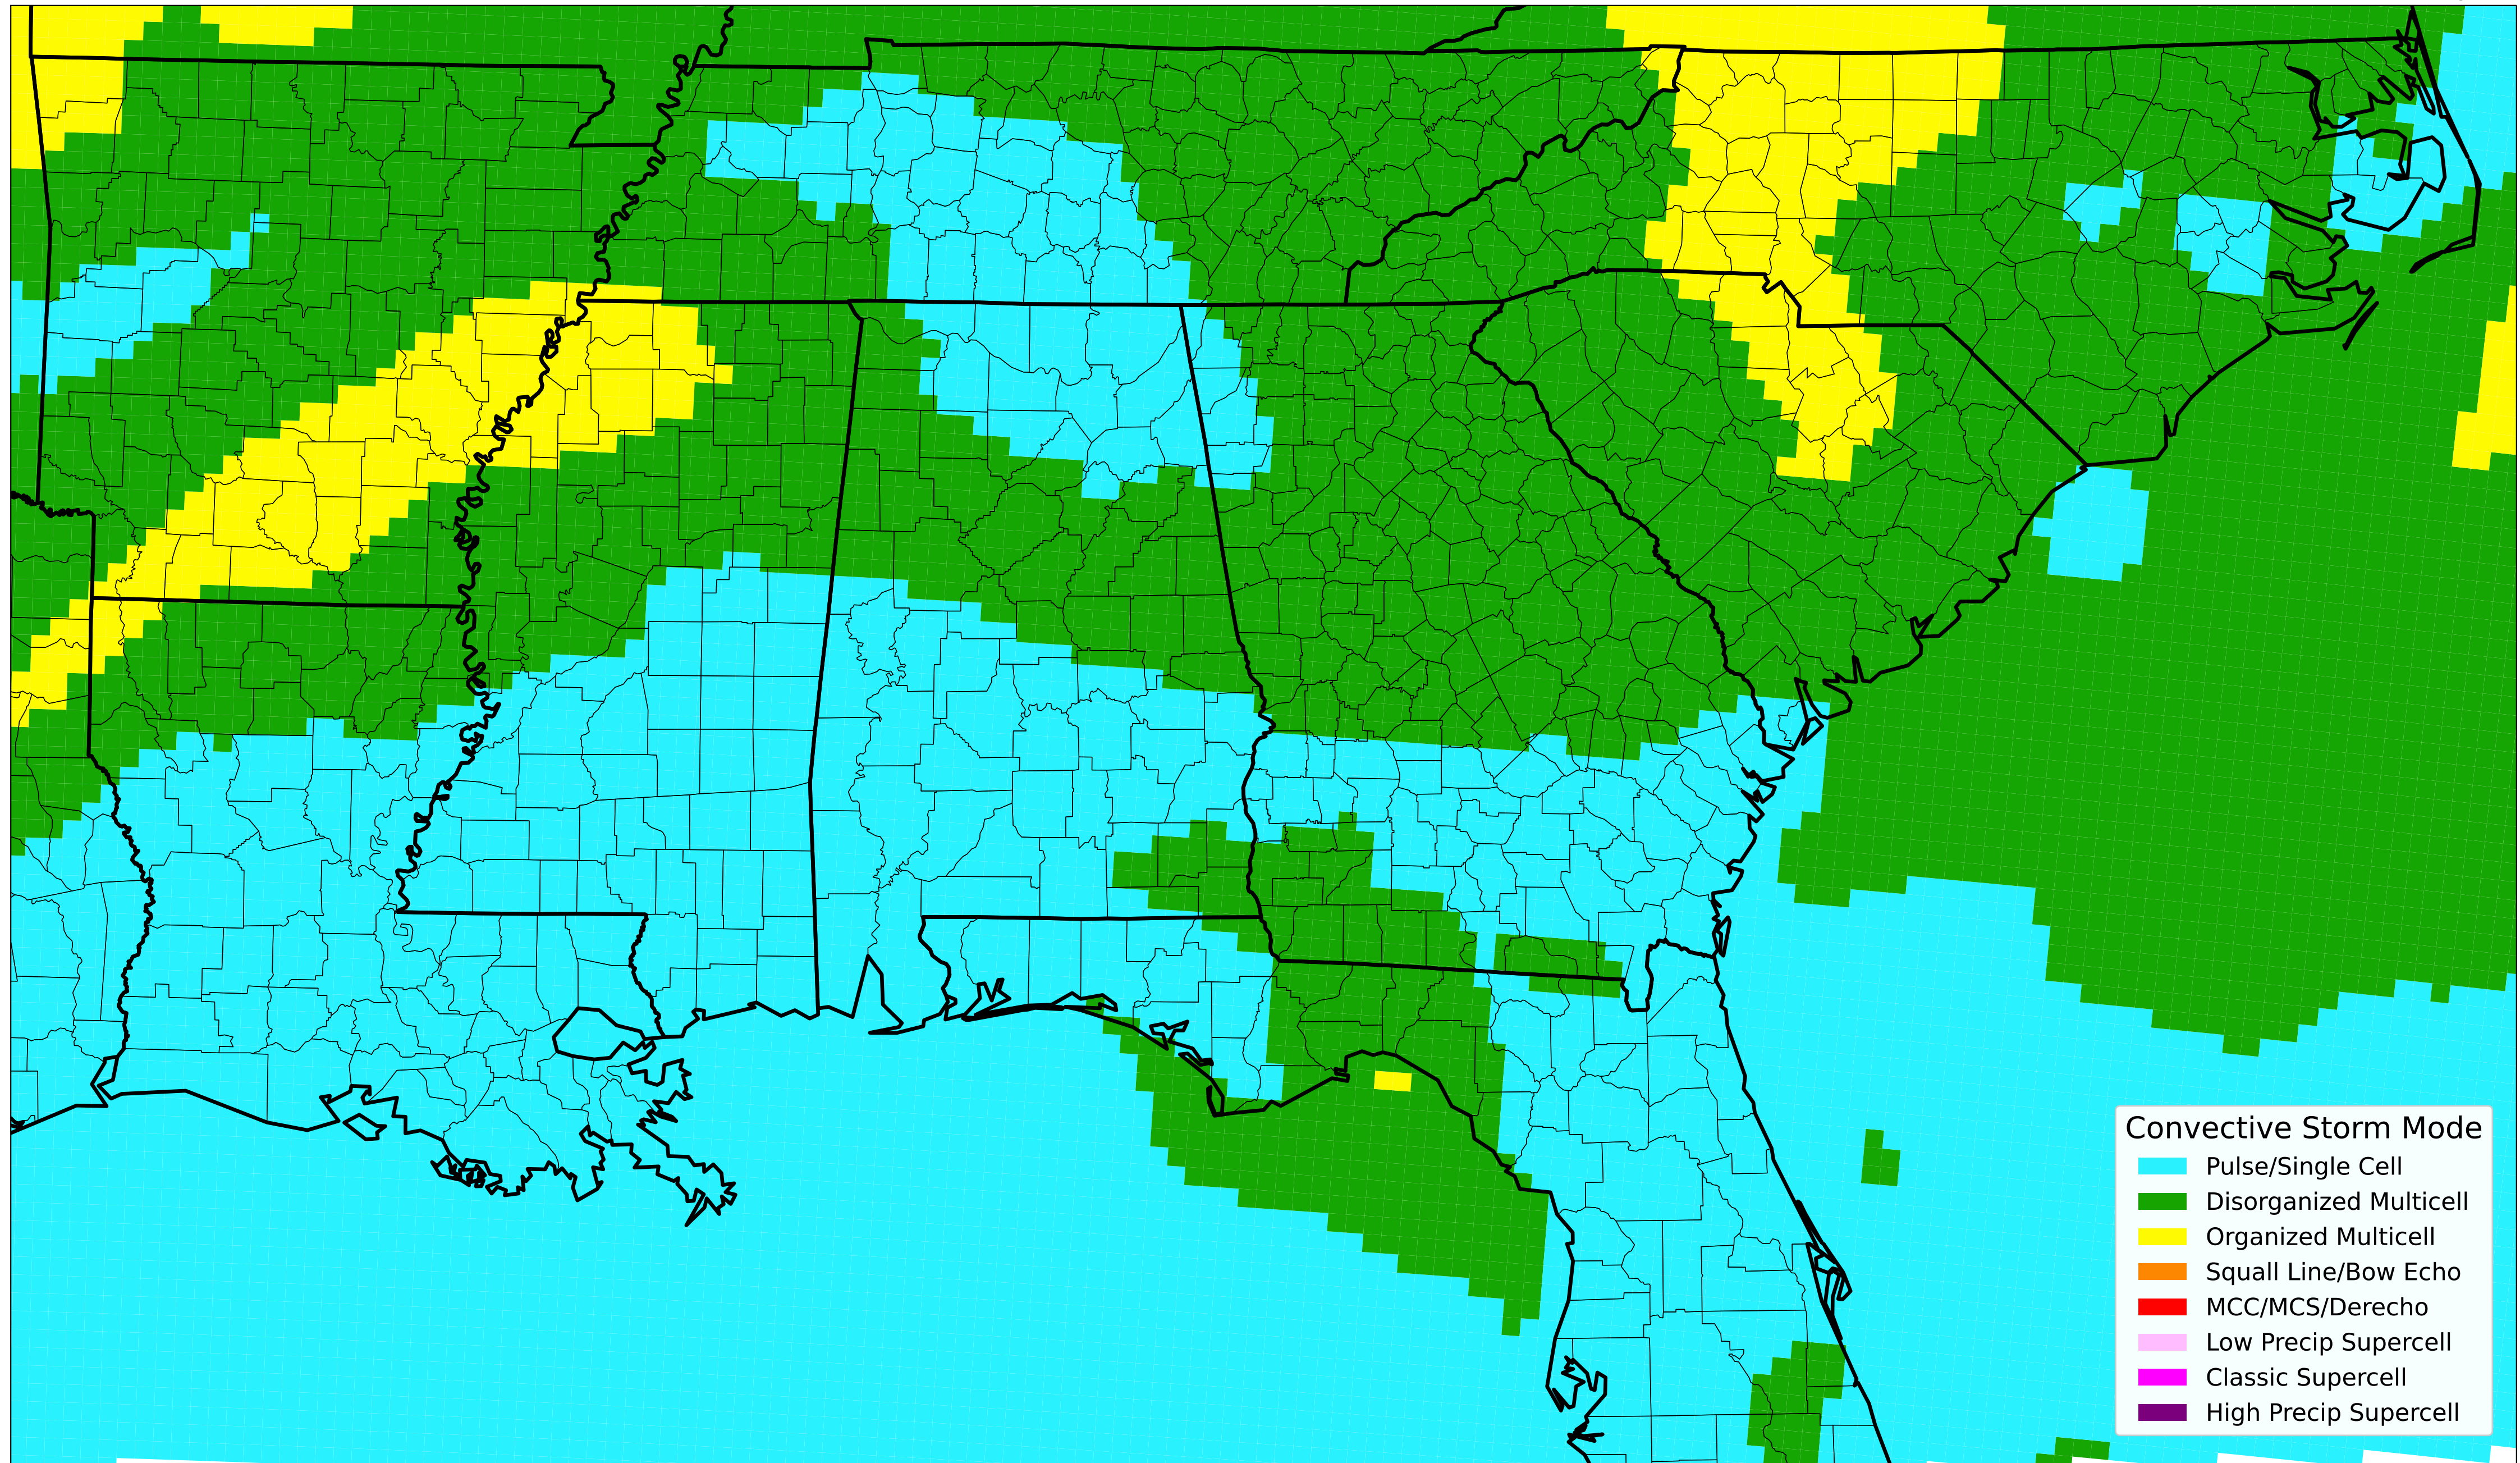 Convective Storm Mode
Pulse/Single Cell
Disorganized Multicell
Organized Multicell
Squall Line/Bow Echo
MCC/MCS/Derecho
Low Precip Supercell
Classic Supercell
High Precip Supercell